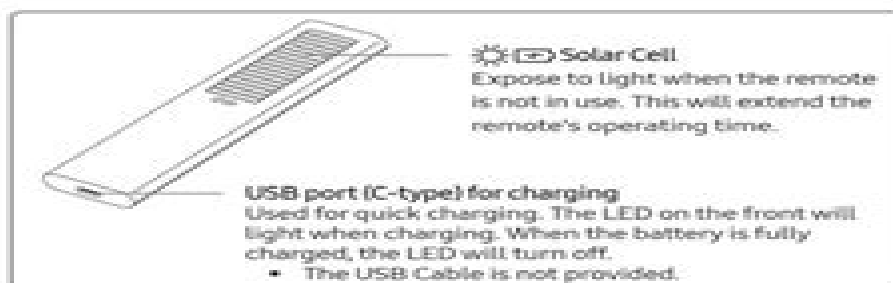 Solar Cell
Expose to light when the remote
is not in use. This will extend the
remote's operating time.
USB port (C-type) for charging
Used for quick charging. The LED on the front will
light when charging. When the battery is fully
charged, the LED will turn off.
• The USB Cable is not provided.